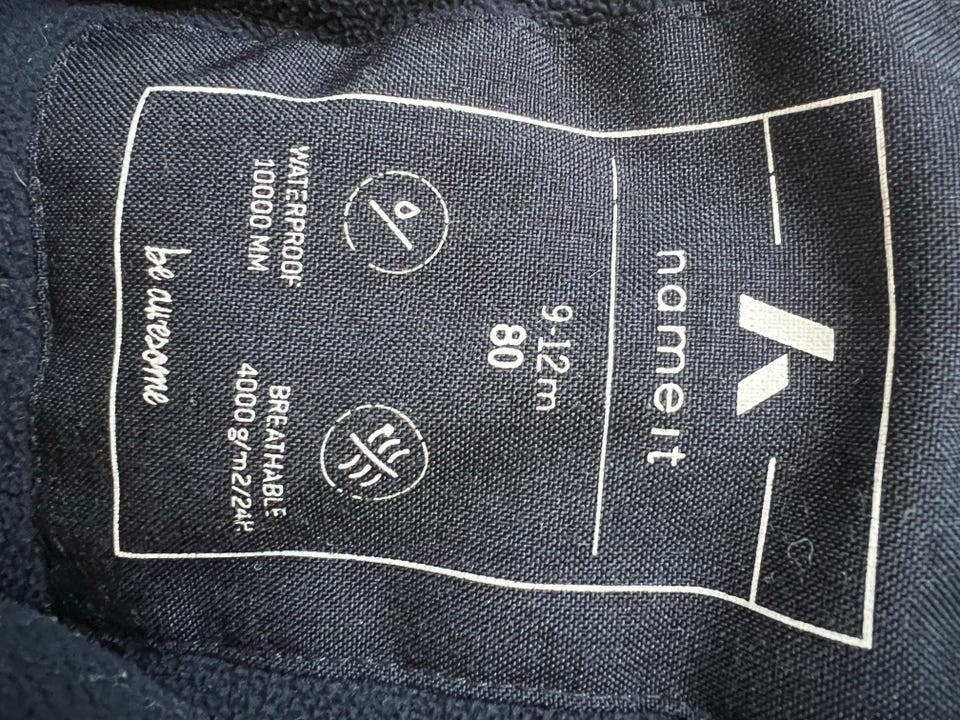 name it
9-12m
80
WATERPROOF
10000 MM
BREATHABLE
4000 g/m2/24H
be awesome